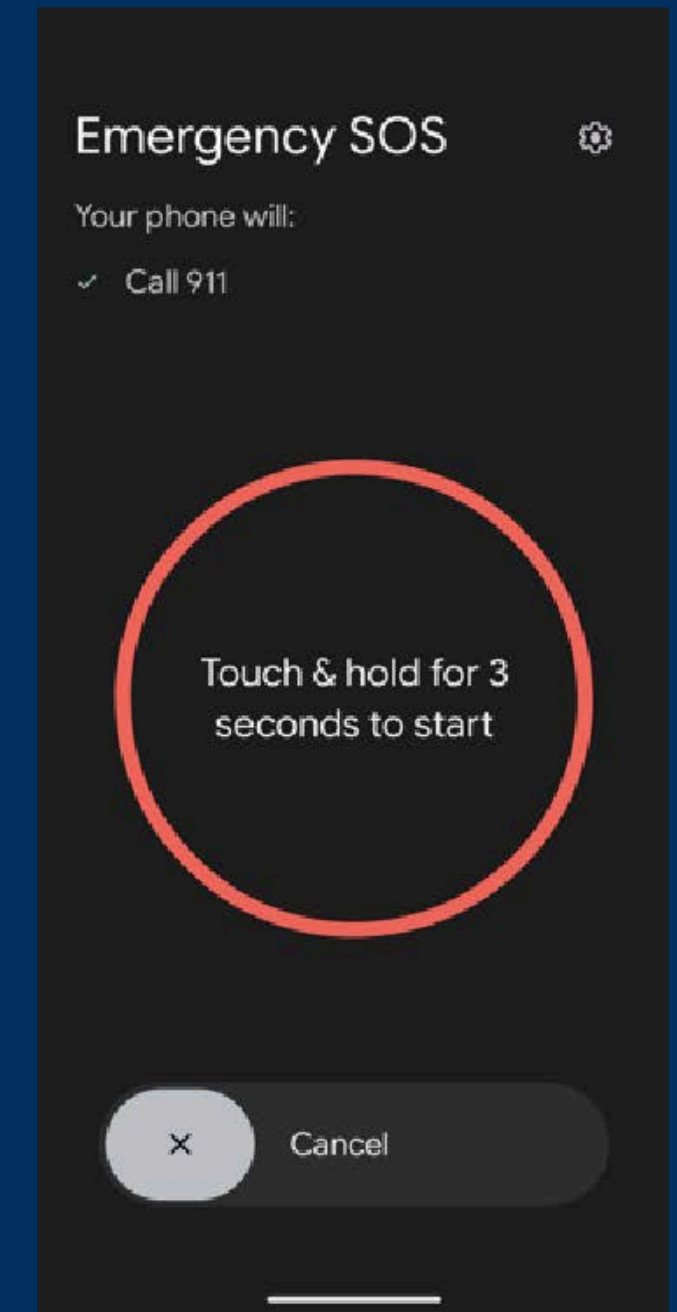 Emergency SOS
Your phone will:
Call 911
Touch & hold for 3
seconds to start
Cancel